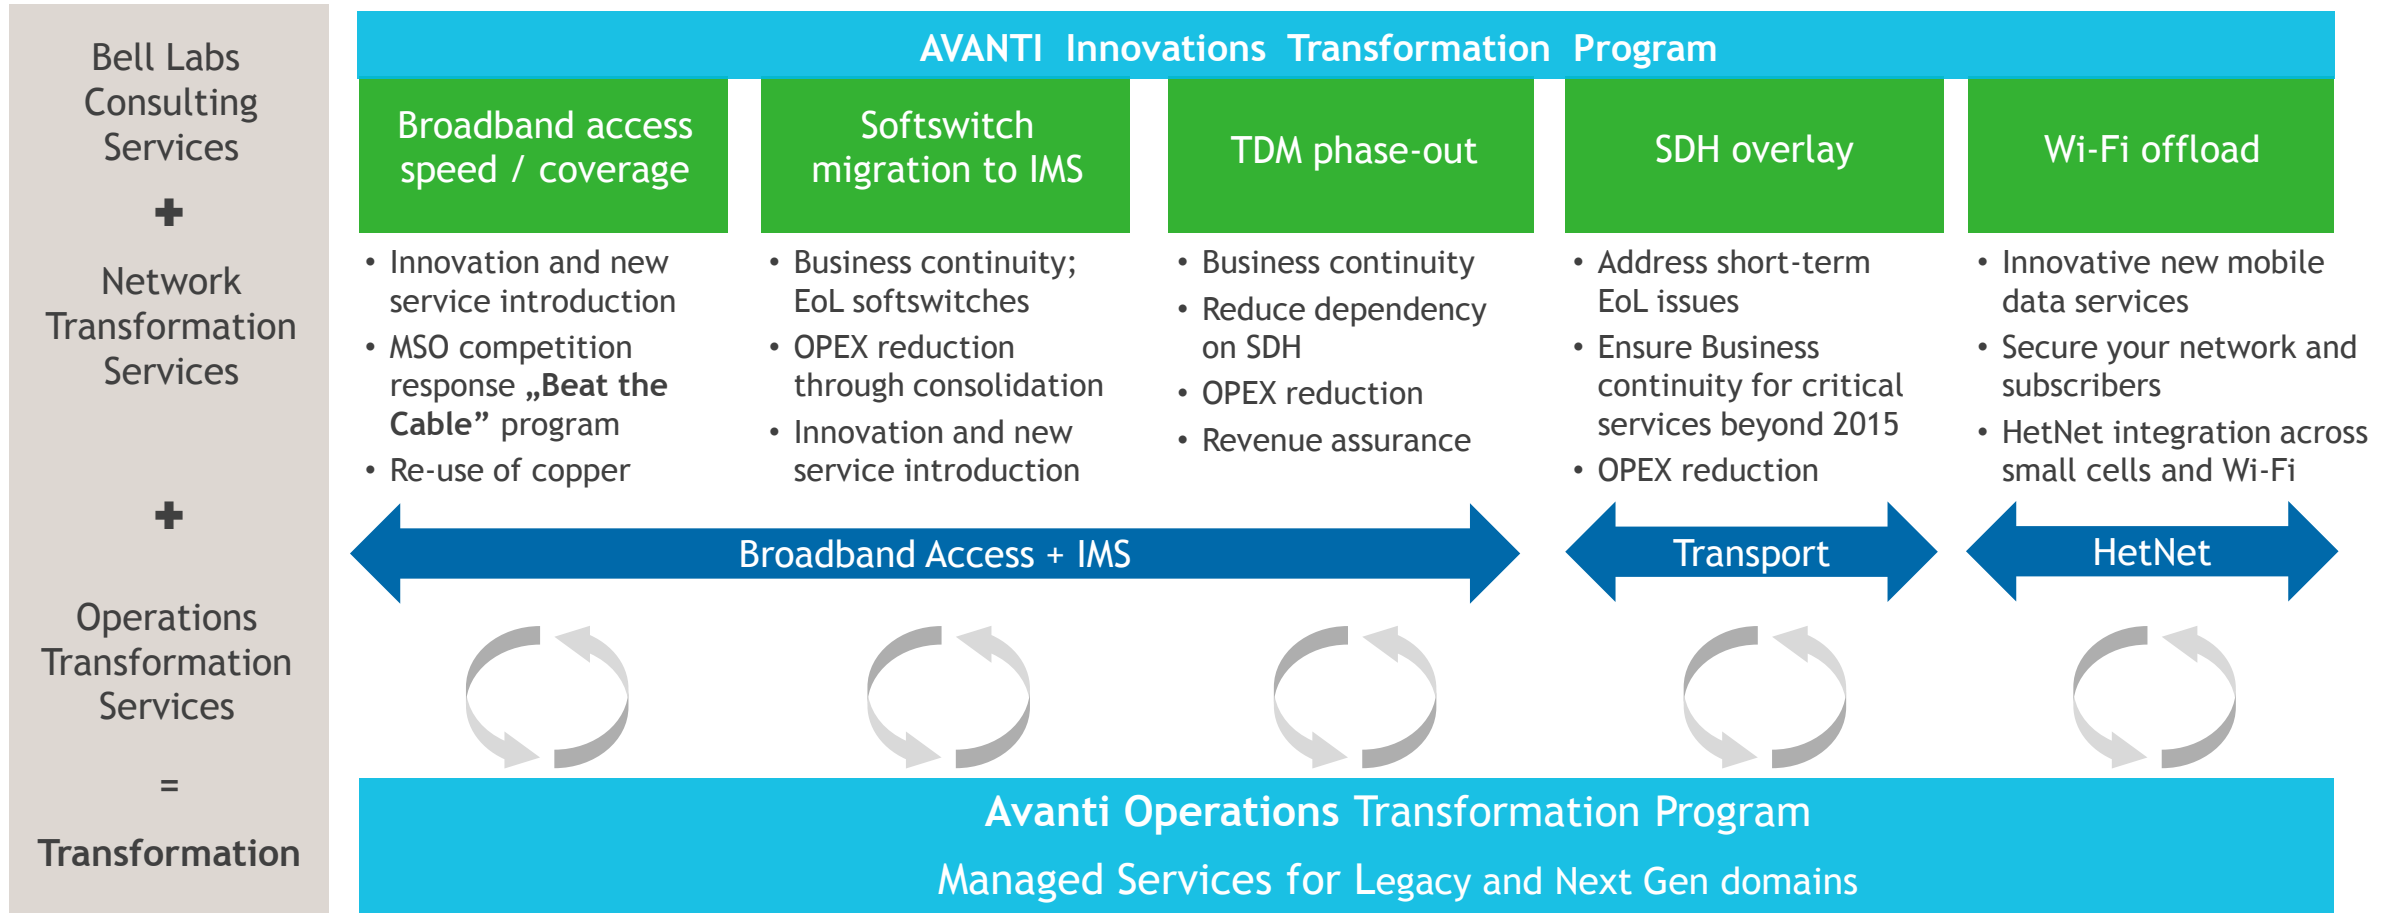 Bell Labs
Consulting
Services
+
Network
Transformation
Services
+
Operations
Transformation
Services
=
Transformation
AVANTI Innovations Transformation Program
Broadband access
speed / coverage
• Innovation and new
service introduction
• MSO competition
response „Beat the
Cable” program
• Re-use of copper
Softswitch
migration to IMS
• Business continuity;
EoL softswitches
• OPEX reduction
through consolidation
• Innovation and new
service introduction
TDM phase-out
• Business continuity
• Reduce dependency
on SDH
• OPEX reduction
• Revenue assurance
SDH overlay
• Address short-term
EoL issues
• Ensure Business
continuity for critical
services beyond 2015
• OPEX reduction
Wi-Fi offload
• Innovative new mobile
data services
• Secure your network and
subscribers
• HetNet integration across
small cells and Wi-Fi
Broadband Access + IMS
Transport
HetNet
Avanti Operations Transformation Program
Managed Services for Legacy and Next Gen domains